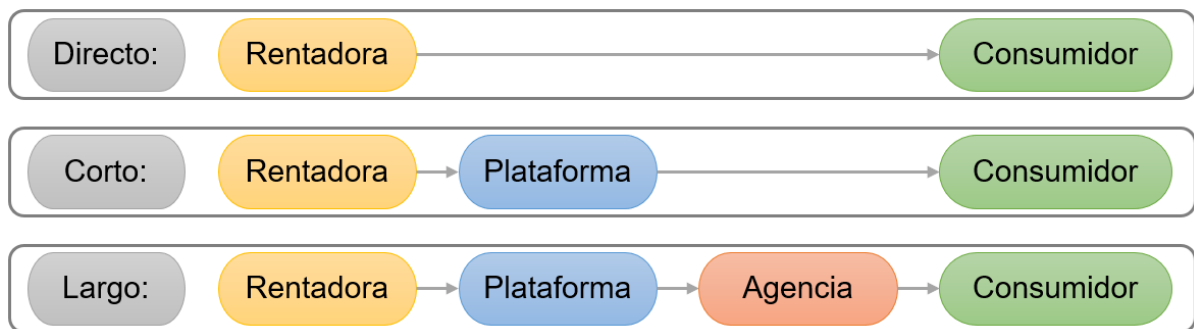 Directo: Rentadora Consumidor
Corto: Rentadora Plataforma Consumidor
Largo: Rentadora Plataforma Agencia Consumidor